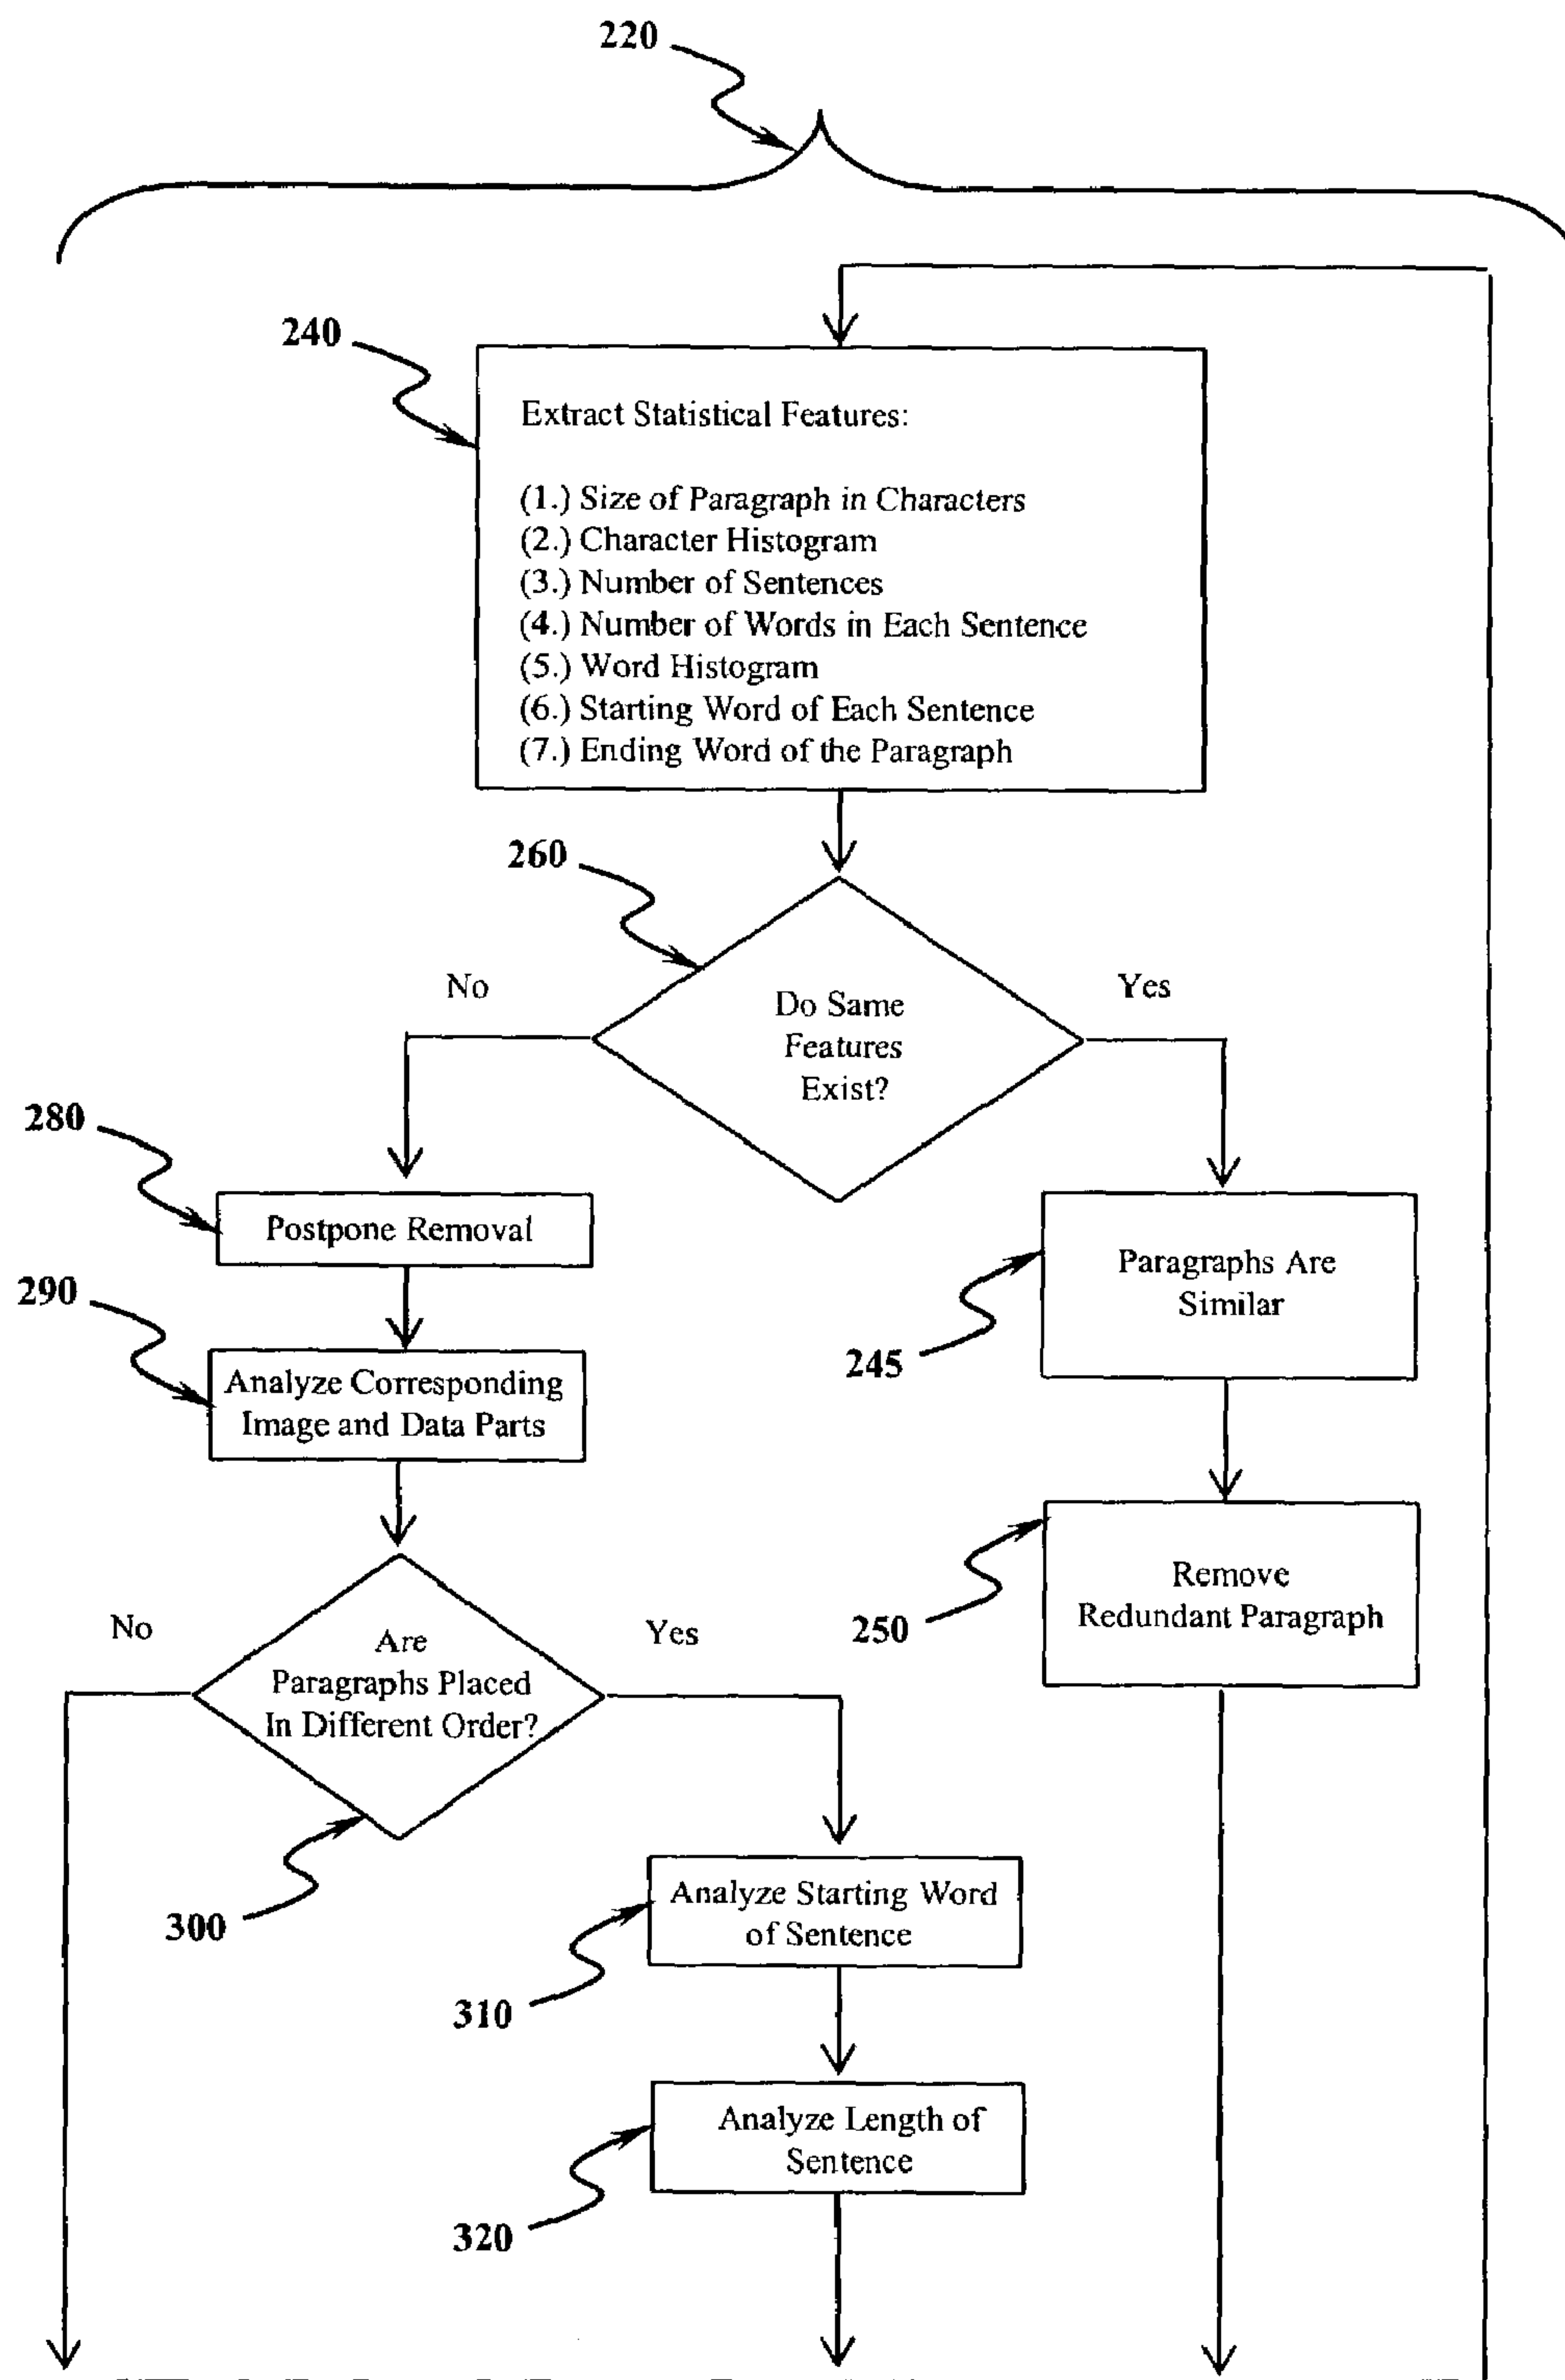 220
240
Extract Statistical Features:
(1.) Size of Paragraph in Characters
(2.) Character Histogram
(3.) Number of Sentences
(4.) Number of Words in Each Sentence
(5.) Word Histogram
(6.) Starting Word of Each Sentence
(7.) Ending Word of the Paragraph
260
No
Yes
Do Same
Features
Exist?
280
Postpone Removal
Paragraphs Are
Similar
245
290
Analyze Corresponding
Image and Data Parts
Remove
Redundant Paragraph
250
No
Yes
Are
Paragraphs Placed
In Different Order?
300
Analyze Starting Word
of Sentence
310
Analyze Length of
Sentence
320